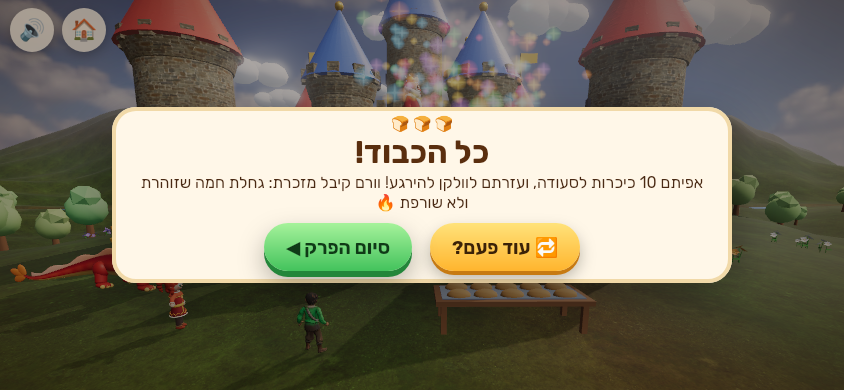 כל הכבוד!
אפיתם 10 כיכרות לסעודה, ועזרתם לוולקן להירגע! וורם קיבל מזכרת: גחלת חמה שזוהרת
ולא שורפת 🔥
🔁 עוד פעם?
סיום הפרק ◀